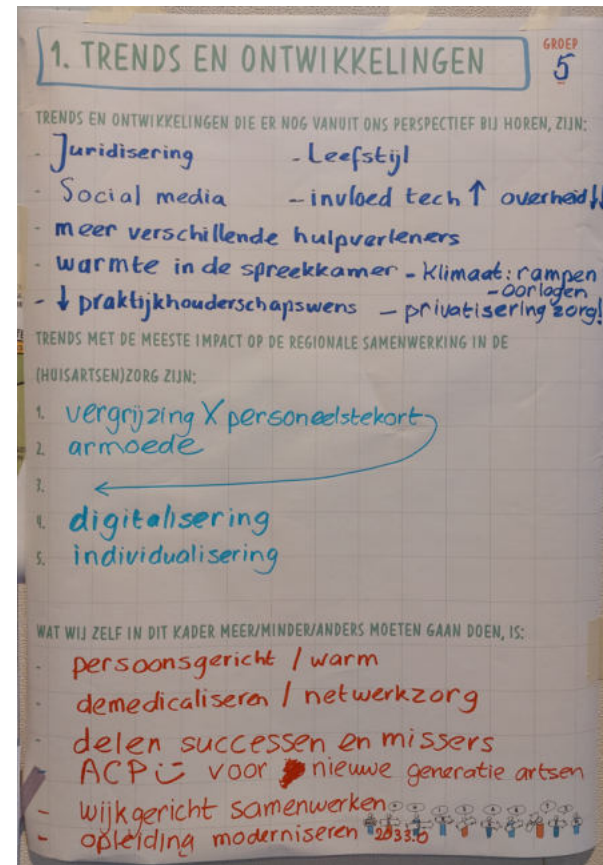 1. TRENDS EN ONTWIKKELINGEN
GROEP
5
TRENDS EN ONTWIKKELINGEN DIE ER NOG VANUIT ONS PERSPECTIEF BIJ HOREN, ZIJN:
- Juridisering - Leefstijl
- Social media - invloed tech ↑ overheid ↓↓
- meer verschillende hulpverleners
- warmte in de spreekkamer - klimaat: rampen
- oorlogen
- ↓ praktijkhouderschapswens - privatisering zorg!
TRENDS MET DE MEESTE IMPACT OP DE REGIONALE SAMENWERKING IN DE
(HUISARTSEN)ZORG ZIJN:
1. vergrijzing X personeelstekort
2. armoede
3. ←
4. digitalisering
5. individualisering
WAT WIJ ZELF IN DIT KADER MEER/MINDER/ANDERS MOETEN GAAN DOEN, IS:
- persoonsgericht / warm
- demedicaliseren / netwerkzorg
- delen successen en missers
ACP voor nieuwe generatie artsen
- wijkgericht samenwerken
- opleiding moderniseren 2033.0